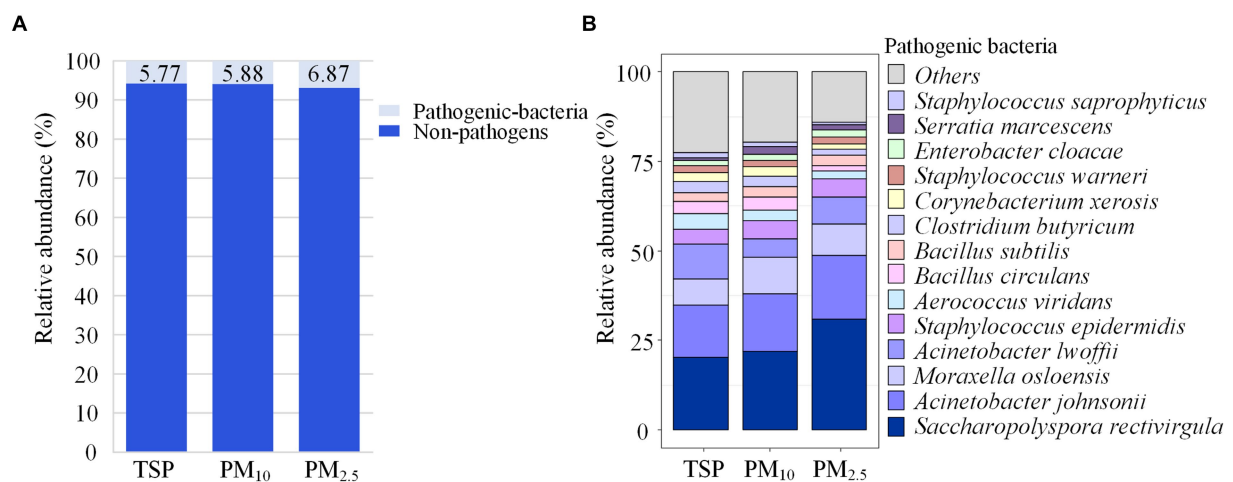 A
Relative abundance (%)
100
90
80
70
60
50
40
30
20
10
0
5.77
5.88
6.87
TSP
PM10
PM2.5
Pathogenic-bacteria
Non-pathogens
B
Relative abundance (%)
100
75
50
25
0
TSP
PM10
PM2.5
Pathogenic bacteria
Others
Staphylococcus saprophyticus
Serratia marcescens
Enterobacter cloacae
Staphylococcus warneri
Corynebacterium xerosis
Clostridium butyricum
Bacillus subtilis
Bacillus circulans
Aerococcus viridans
Staphylococcus epidermidis
Acinetobacter lwoffii
Moraxella osloensis
Acinetobacter johnsonii
Saccharopolyspora rectivirgula